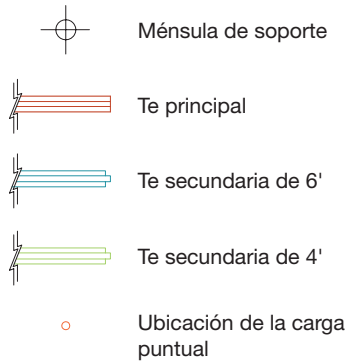 Ménsula de soporte
Te principal
Te secundaria de 6'
Te secundaria de 4'
Ubicación de la carga
puntual